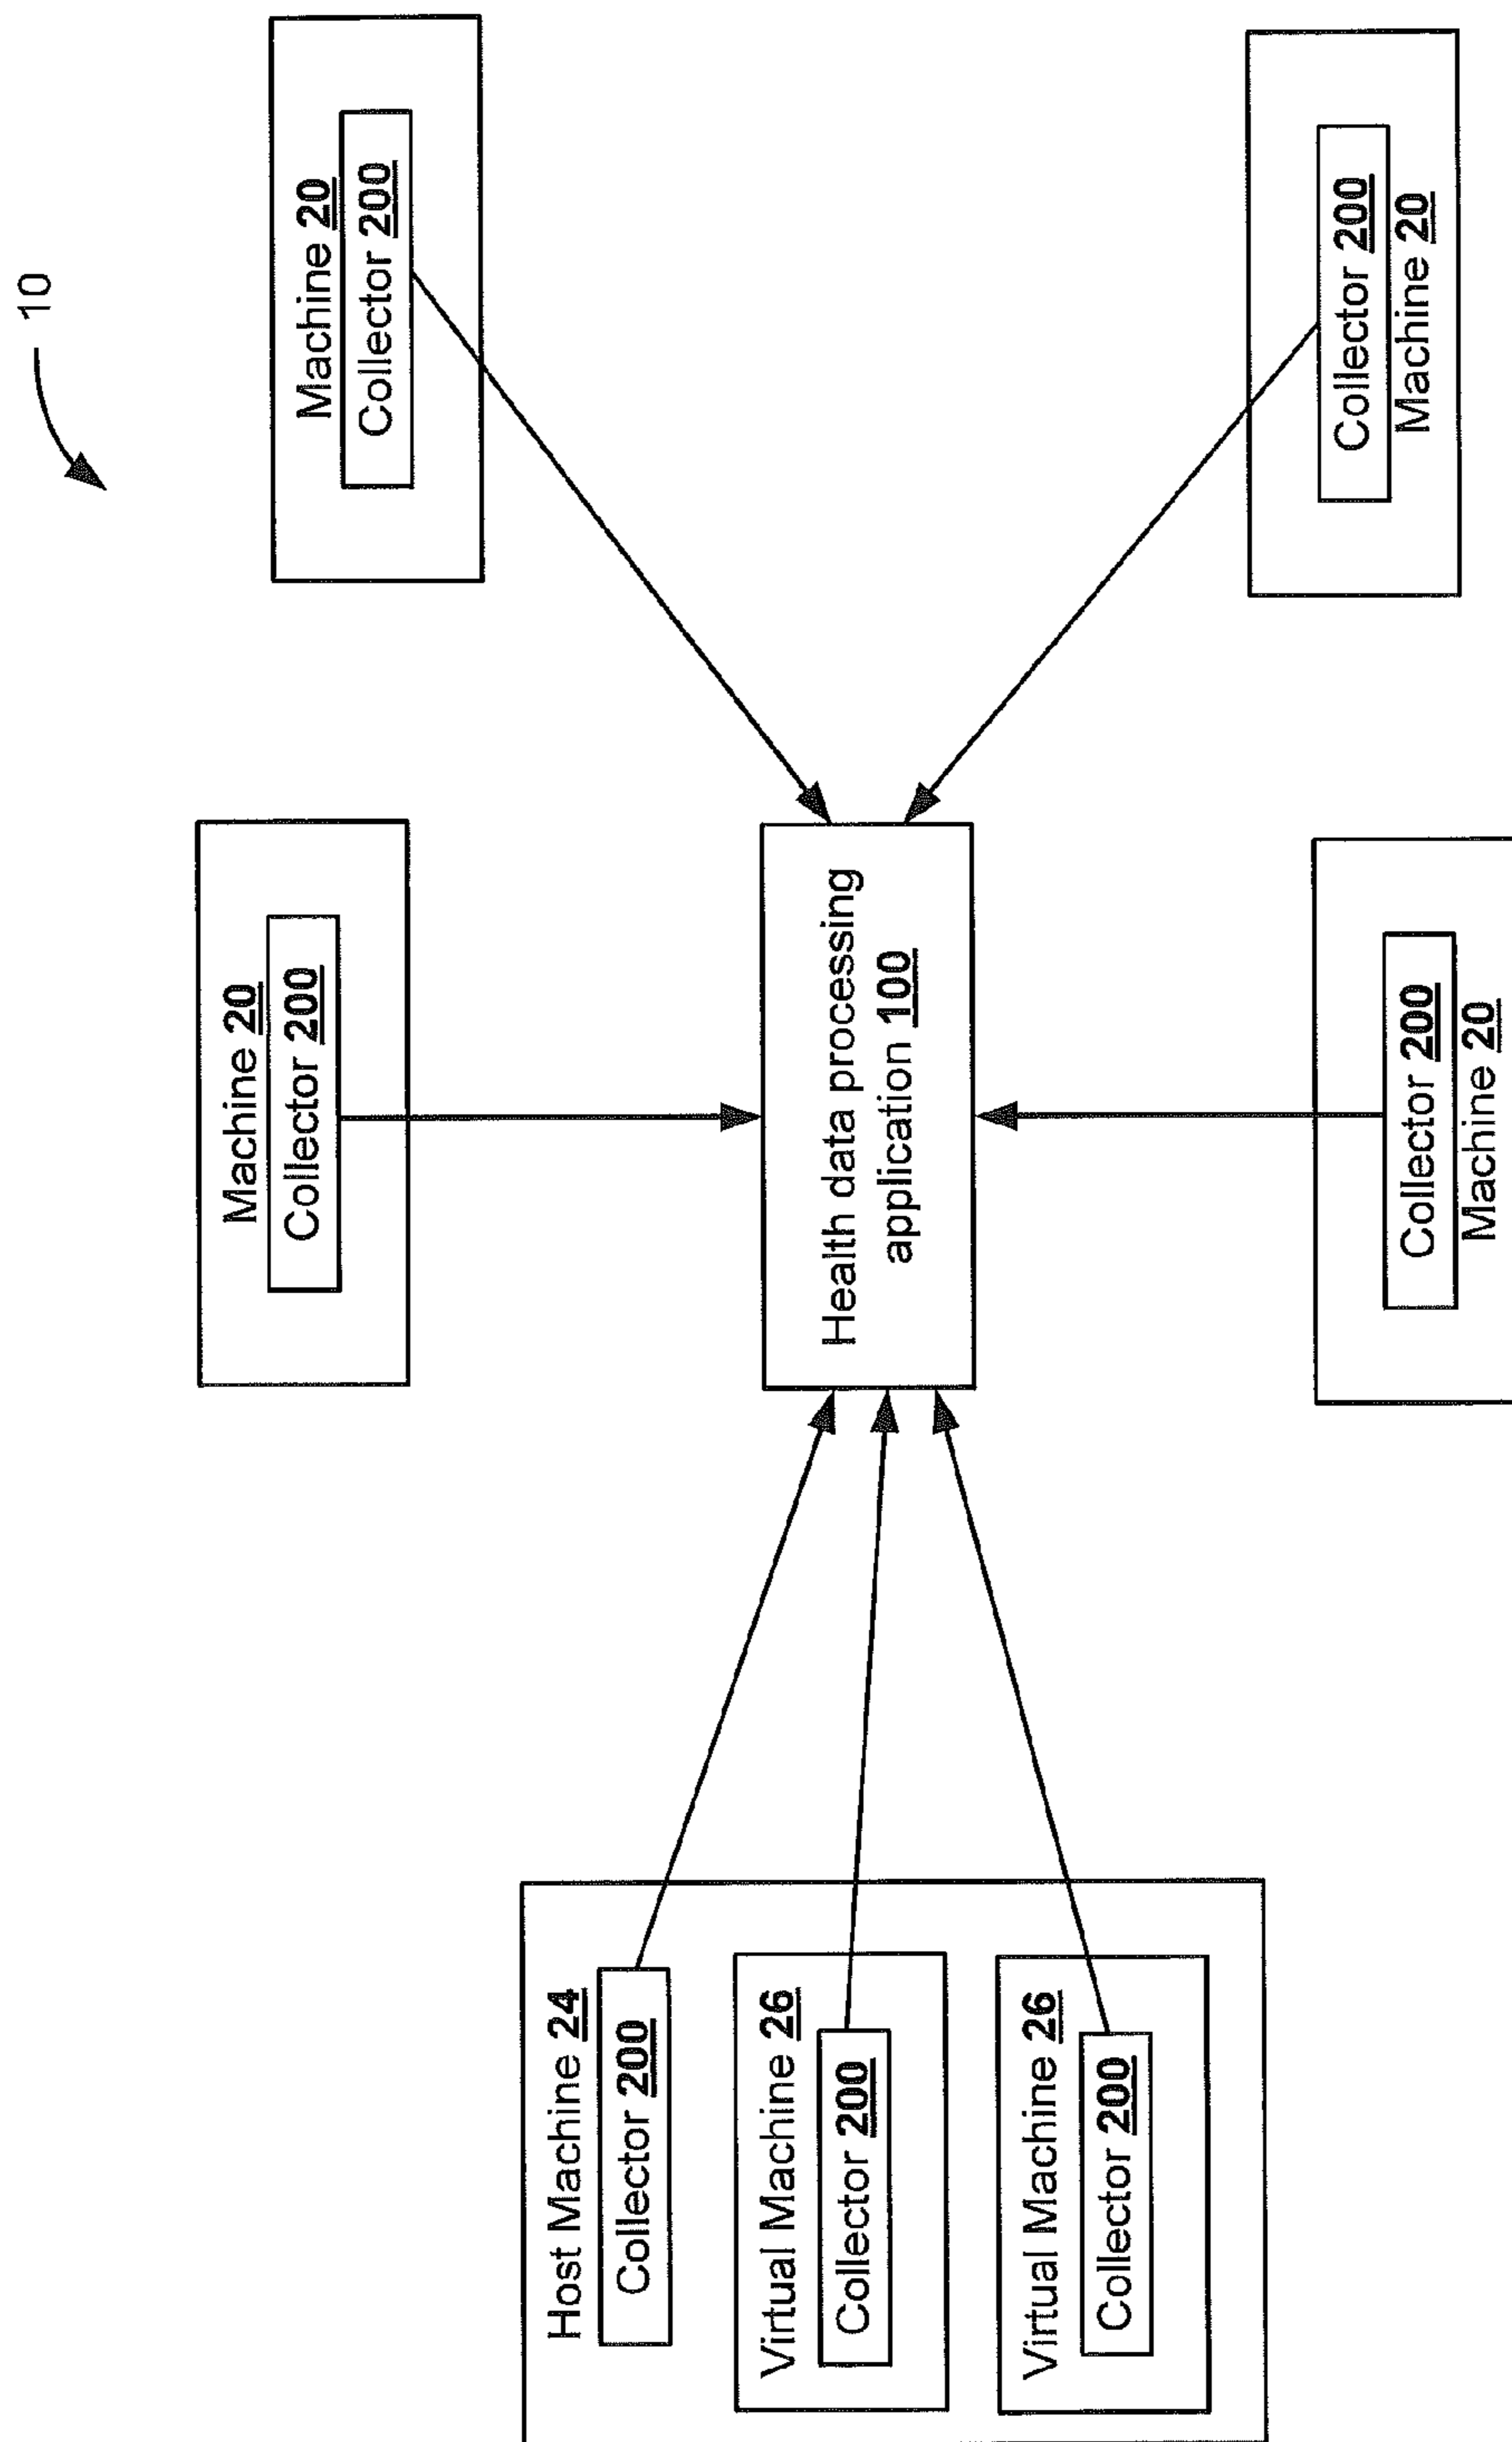 10
Machine 20
Collector 200
Machine 20
Collector 200
Host Machine 24
Collector 200
Virtual Machine 26
Collector 200
Virtual Machine 26
Collector 200
Health data processing
application 100
Collector 200
Machine 20
Collector 200
Machine 20